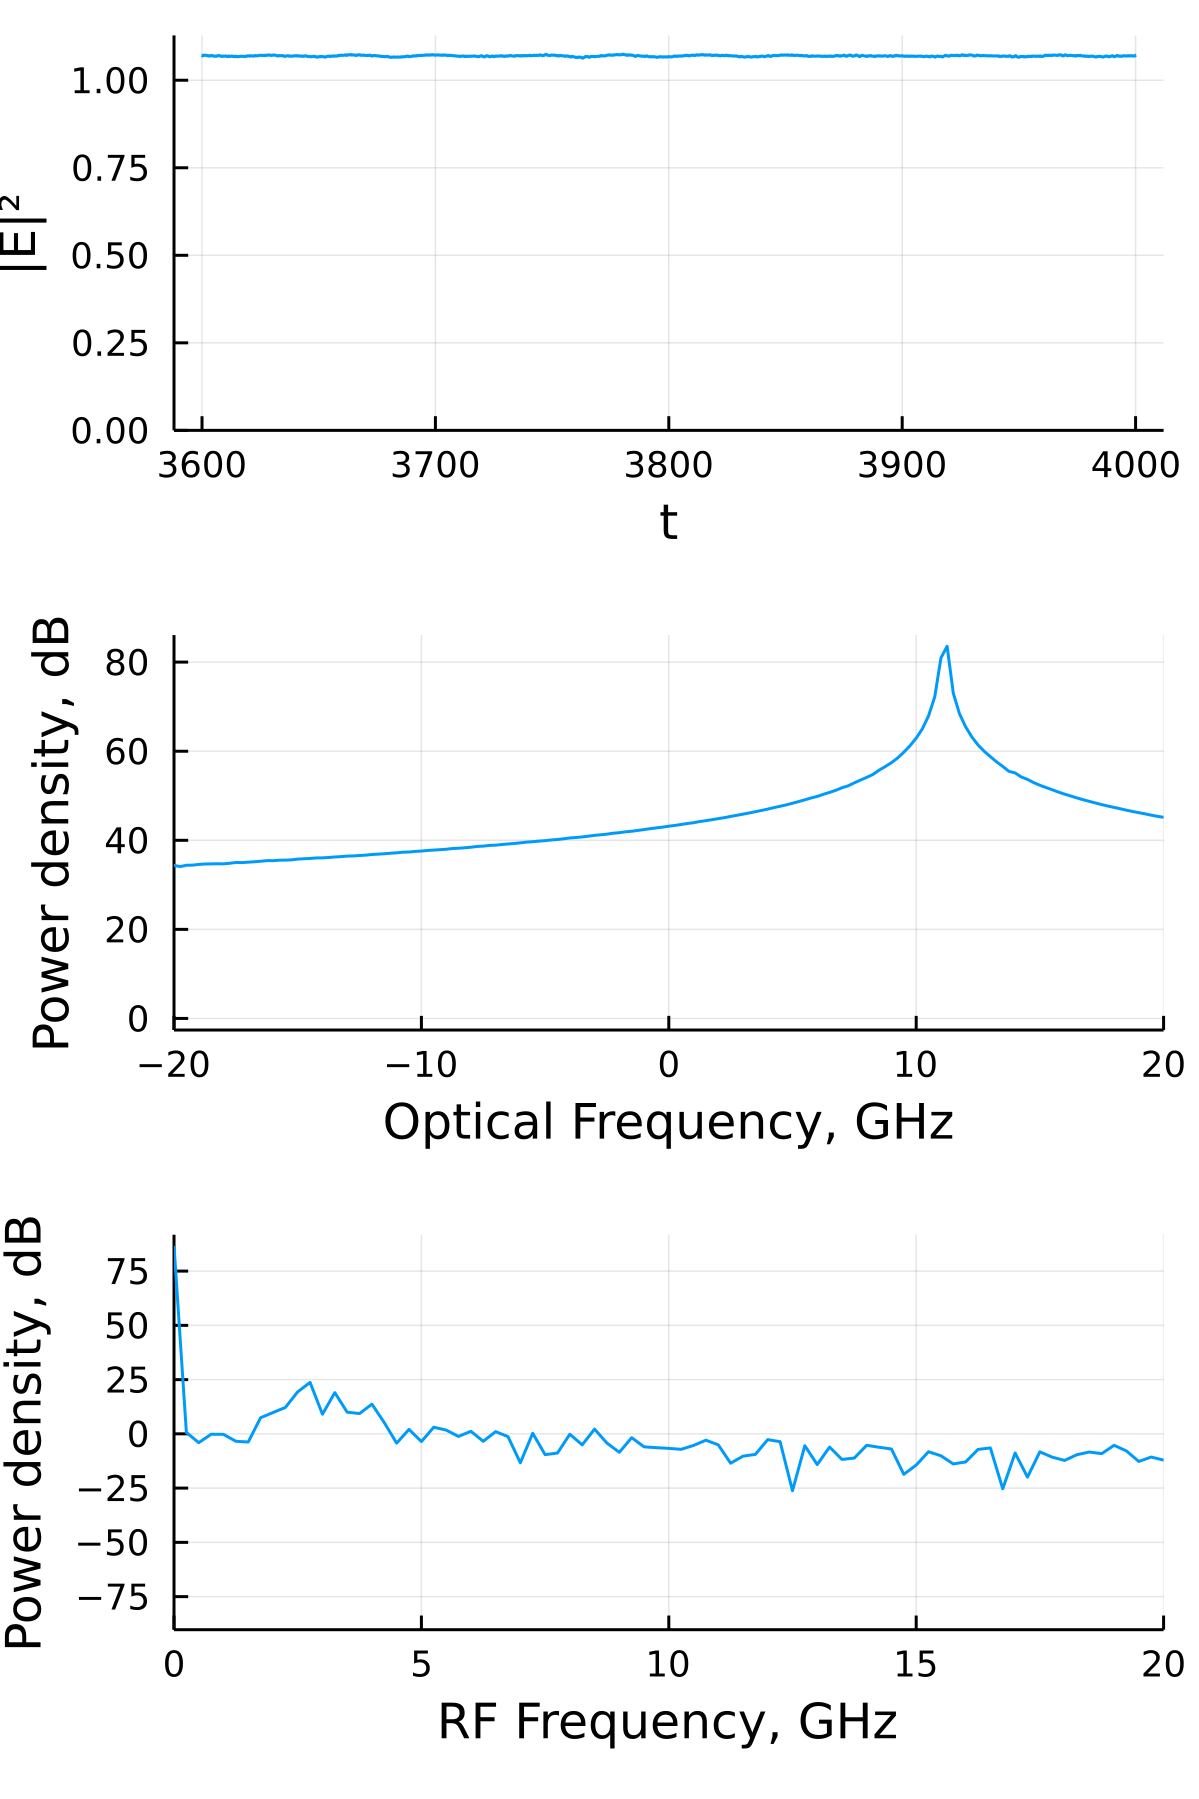 |E|²
1.00
0.75
0.50
0.25
0.00
3600 3700 3800 3900 4000
t
Power density, dB
80
60
40
20
0
−20 −10 0 10 20
Optical Frequency, GHz
Power density, dB
75
50
25
0
−25
−50
−75
0 5 10 15 20
RF Frequency, GHz